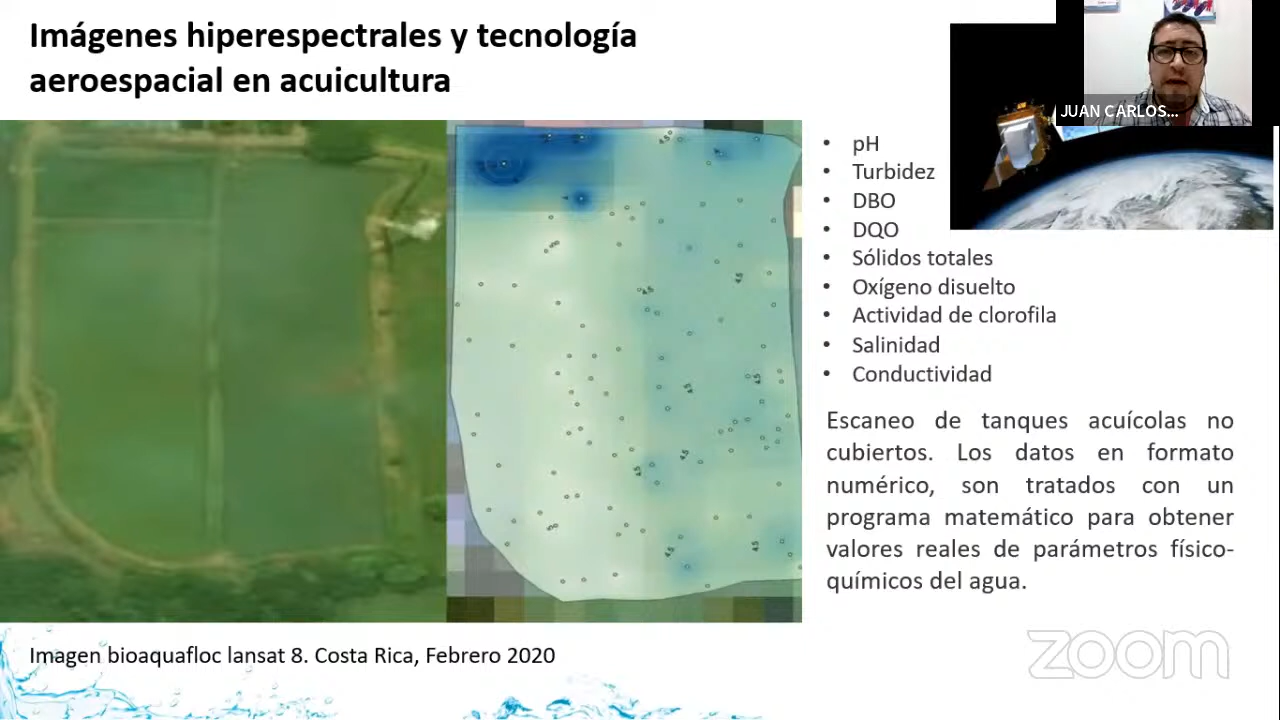 Imágenes hiperespectrales y tecnología
aeroespacial en acuicultura
JUAN CARLOS...
• pH
• Turbidez
• DBO
• DQO
• Sólidos totales
• Oxígeno disuelto
• Actividad de clorofila
• Salinidad
• Conductividad
Escaneo de tanques acuícolas no
cubiertos. Los datos en formato
numérico, son tratados con un
programa matemático para obtener
valores reales de parámetros físico-
químicos del agua.
Imagen bioaquafloc lansat 8. Costa Rica, Febrero 2020
zoom